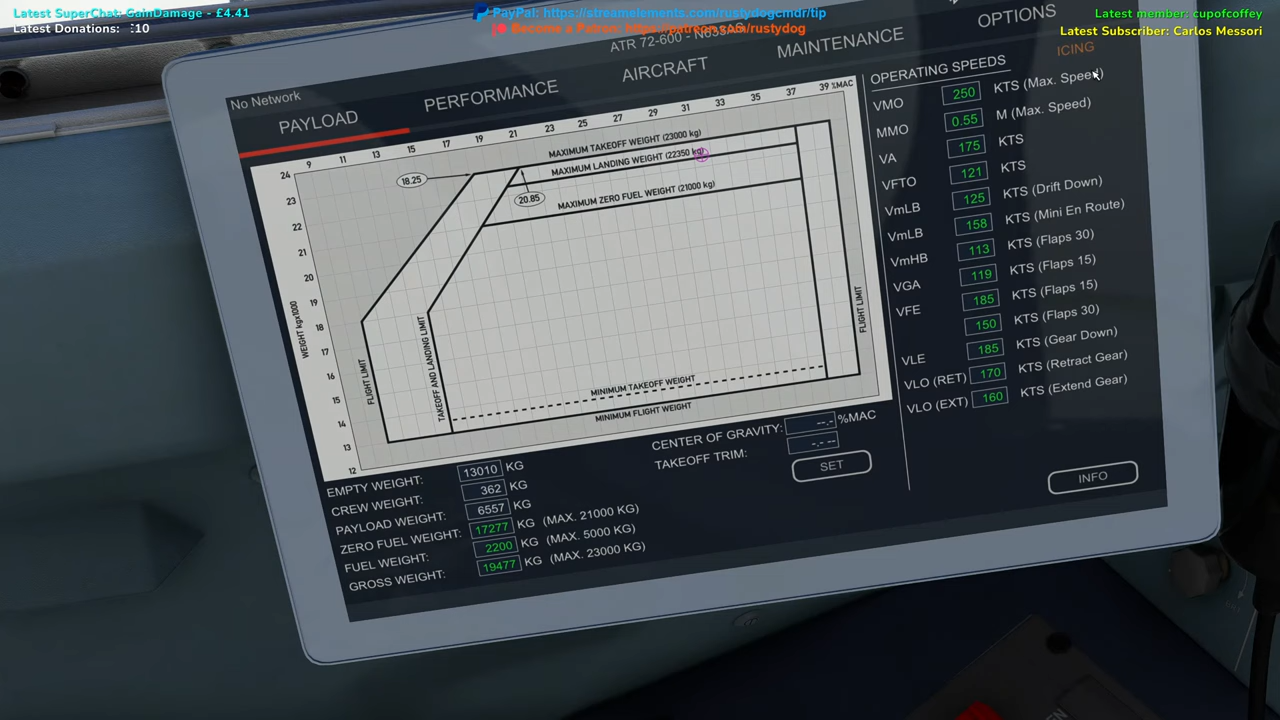 Latest SuperChat: GainDamage - £4.41
Latest Donations: :10
PayPal: https://streamelements.com/rustydogcmdr/tip
Become a Patron: https://patreon.com/rustydog
Latest member: cupofcoffey
Latest Subscriber: Carlos Messori
No Network
ATR 72-600 -
PAYLOAD
PERFORMANCE
AIRCRAFT
MAINTENANCE
OPTIONS
ICING
9 11 13 15 17 19 21 23 25 27 29 31 33 35 37 39 %MAC
24
23
22
21
20
19
18
17
16
15
14
13
12
WEIGHT kgx1000
18.25
20.85
MAXIMUM TAKEOFF WEIGHT (23000 kg)
MAXIMUM LANDING WEIGHT (22350 kg)
MAXIMUM ZERO FUEL WEIGHT (21000 kg)
FLIGHT LIMIT
TAKEOFF AND LANDING LIMIT
FLIGHT LIMIT
MINIMUM TAKEOFF WEIGHT
MINIMUM FLIGHT WEIGHT
EMPTY WEIGHT: 13010 KG
CREW WEIGHT: 362 KG
PAYLOAD WEIGHT: 6557 KG
ZERO FUEL WEIGHT: 17277 KG (MAX. 21000 KG)
FUEL WEIGHT: 2200 KG (MAX. 5000 KG)
GROSS WEIGHT: 19477 KG (MAX. 23000 KG)
CENTER OF GRAVITY: --.- %MAC
TAKEOFF TRIM: -.- --
SET
OPERATING SPEEDS
VMO 250 KTS (Max. Speed)
MMO 0.55 M (Max. Speed)
VA 175 KTS
VFTO 121 KTS
VmLB 125 KTS (Drift Down)
VmLB 158 KTS (Mini En Route)
VmHB 113 KTS (Flaps 30)
VGA 119 KTS (Flaps 15)
VFE 185 KTS (Flaps 15)
150 KTS (Flaps 30)
VLE 185 KTS (Gear Down)
VLO (RET) 170 KTS (Retract Gear)
VLO (EXT) 160 KTS (Extend Gear)
INFO